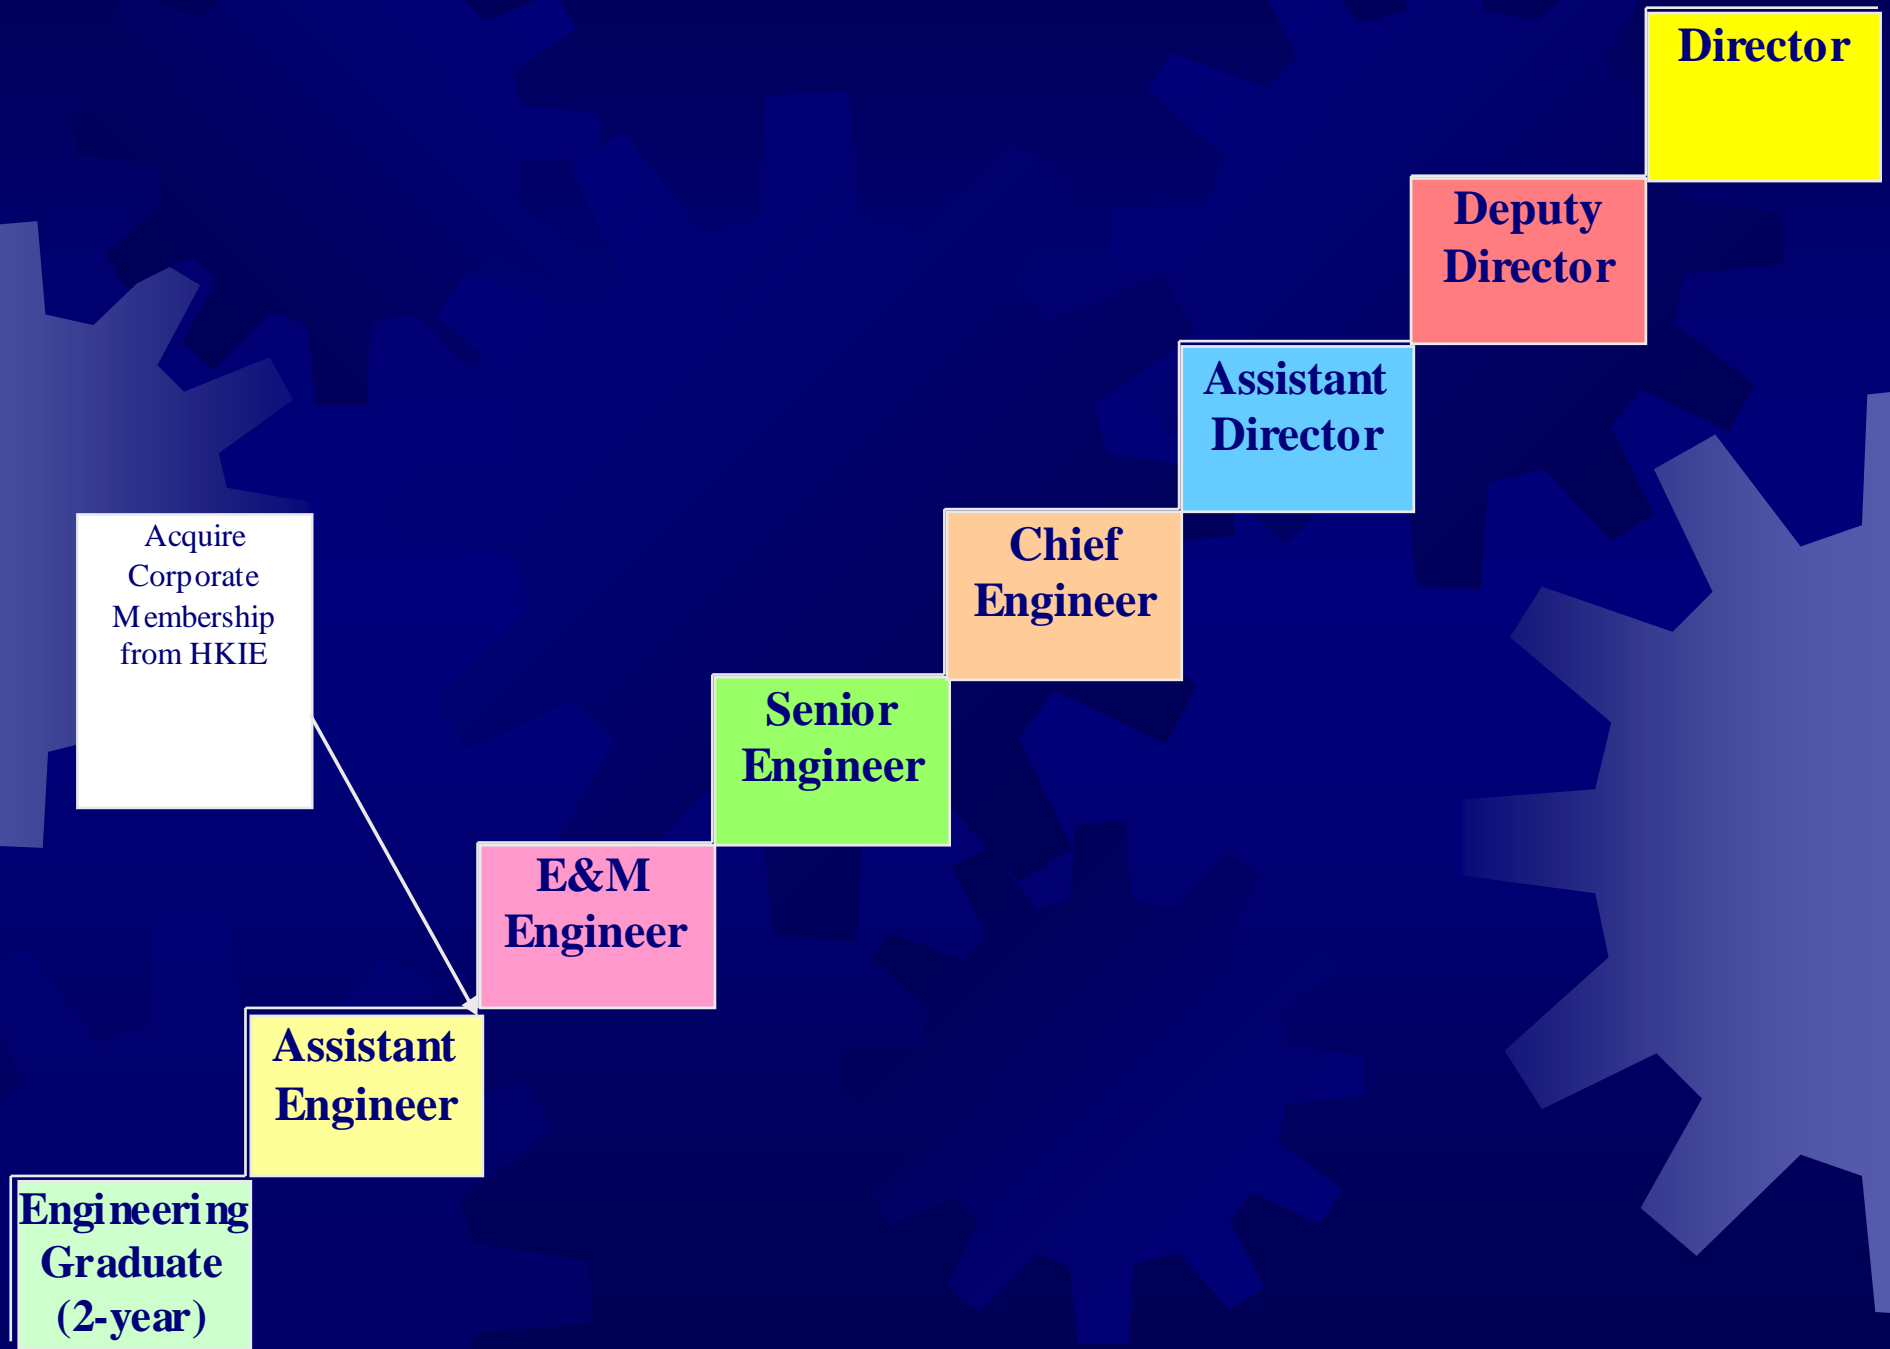 Director
Deputy
Director
Assistant
Director
Chief
Engineer
Acquire
Corporate
Membership
from HKIE
Senior
Engineer
E&M
Engineer
Assistant
Engineer
Engineering
Graduate
(2-year)